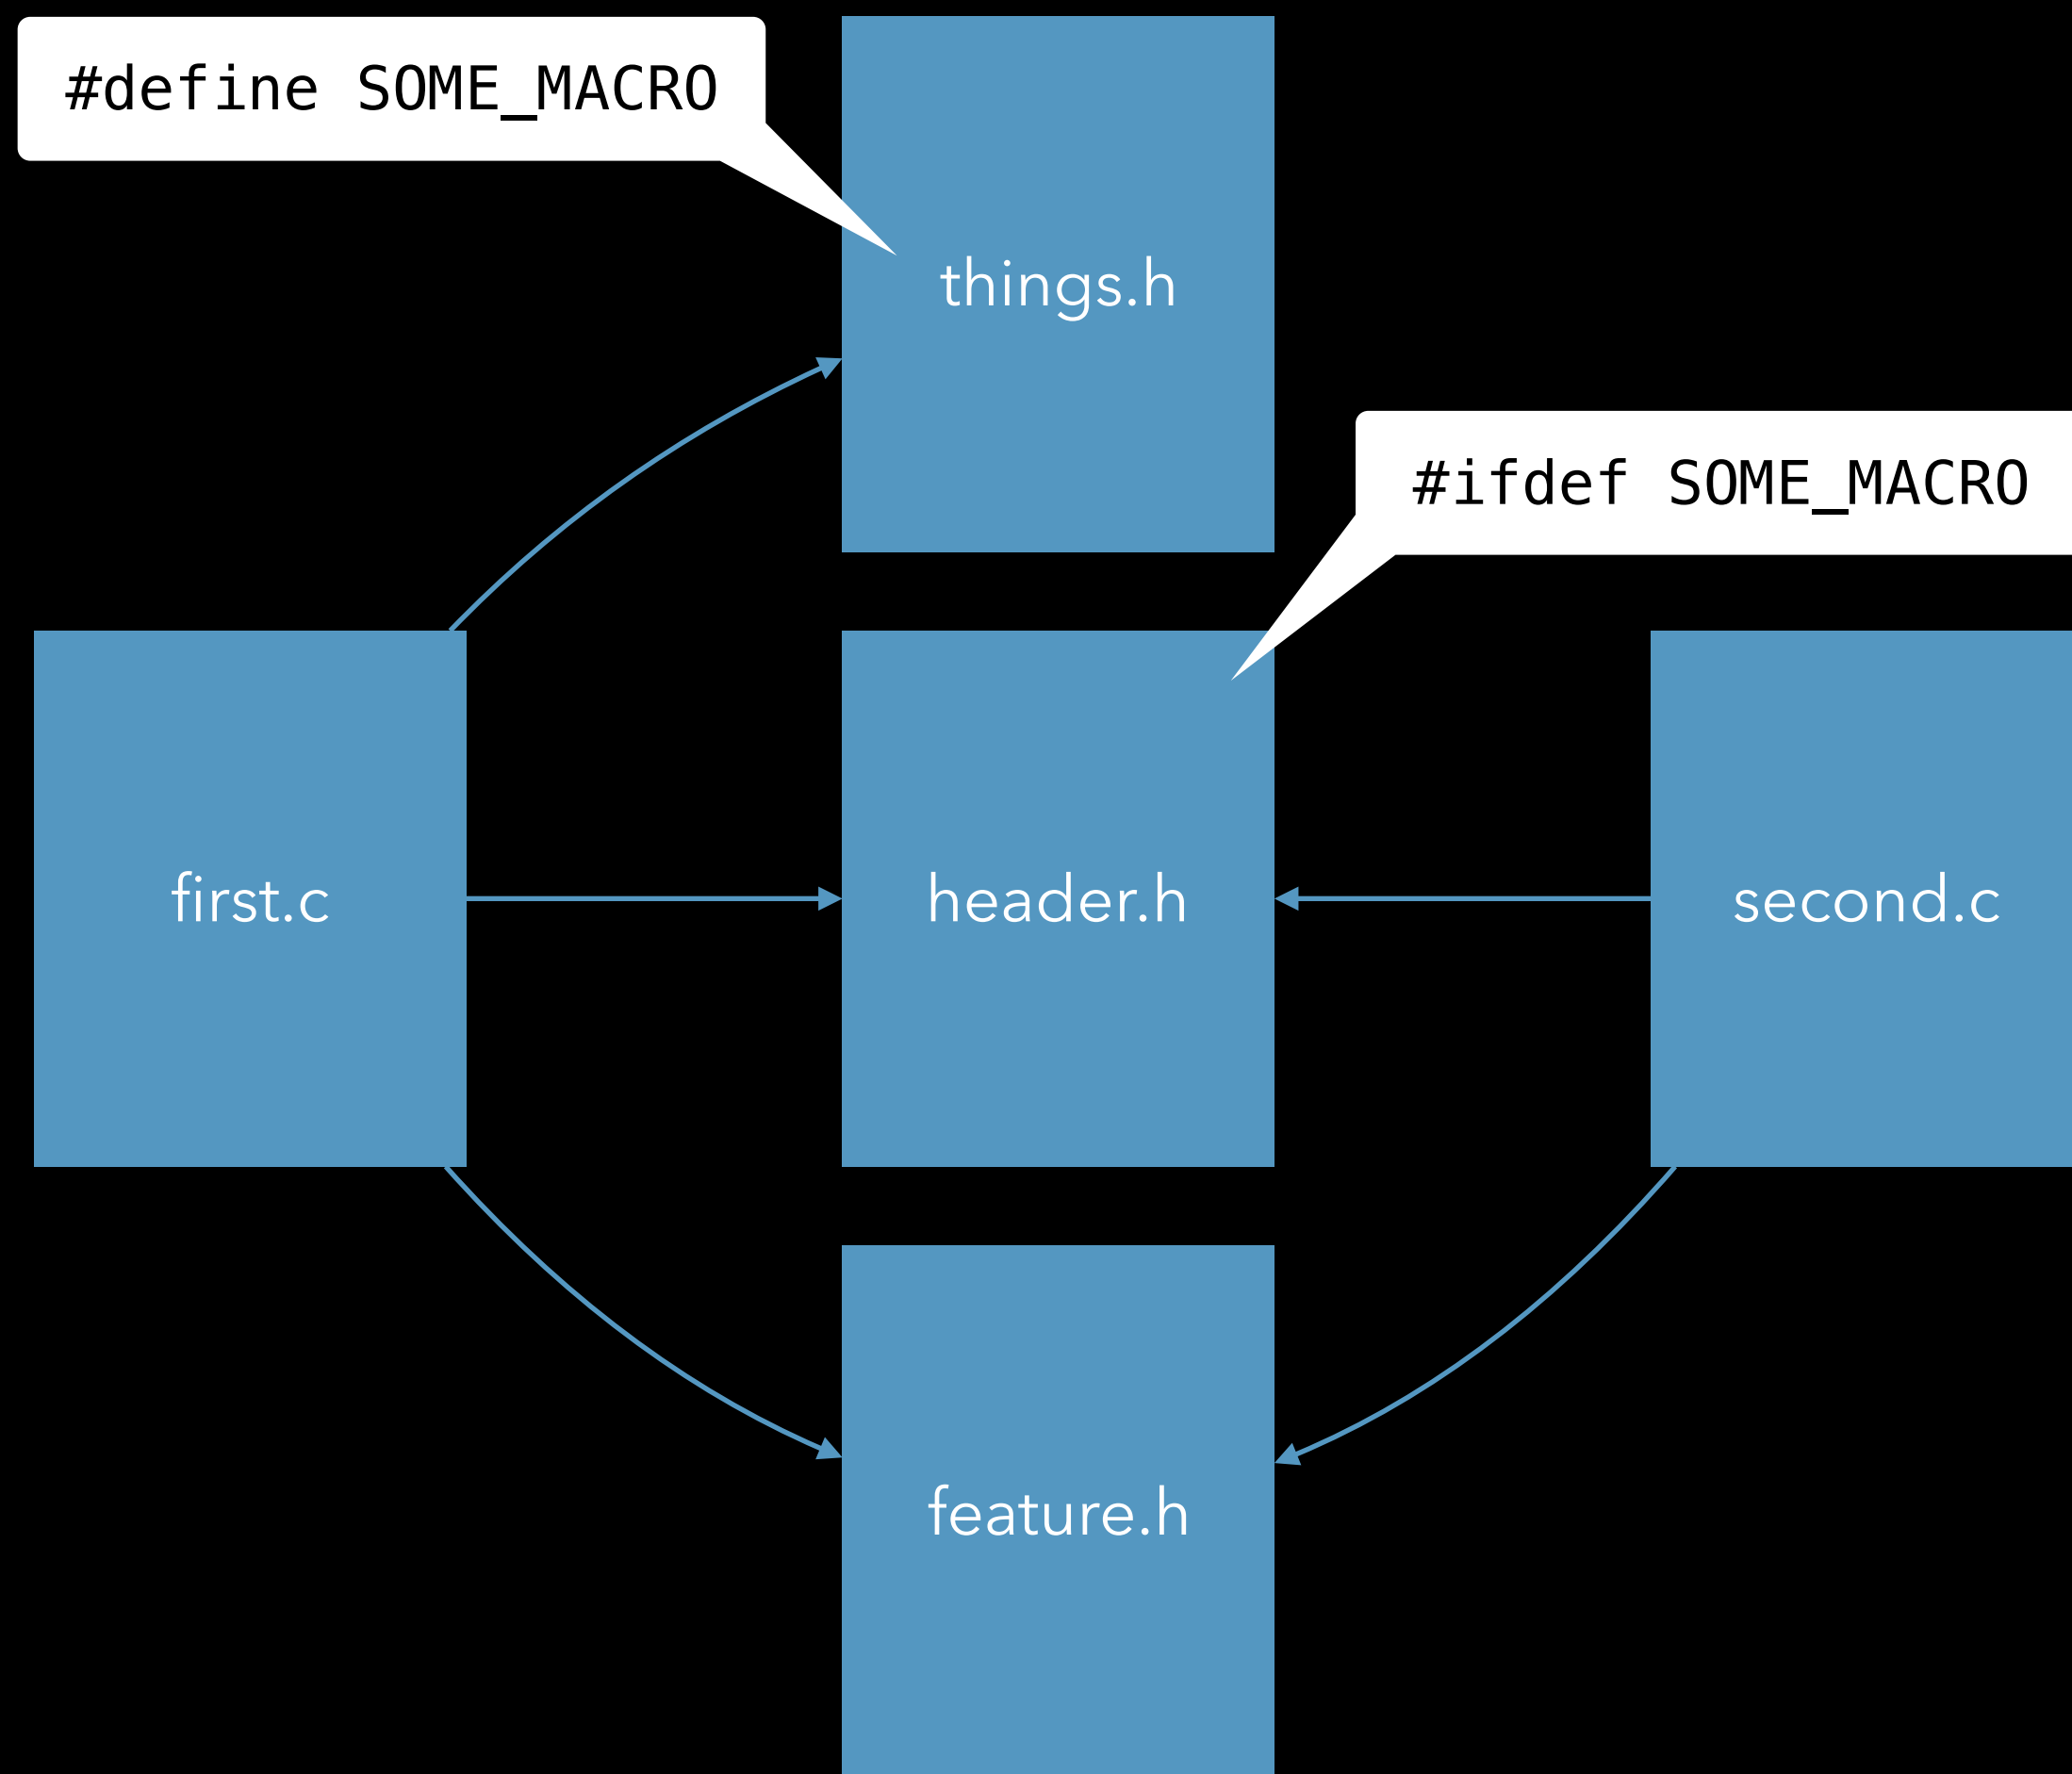 #define SOME_MACRO
things.h
#ifdef SOME_MACRO
first.c
header.h
second.c
feature.h